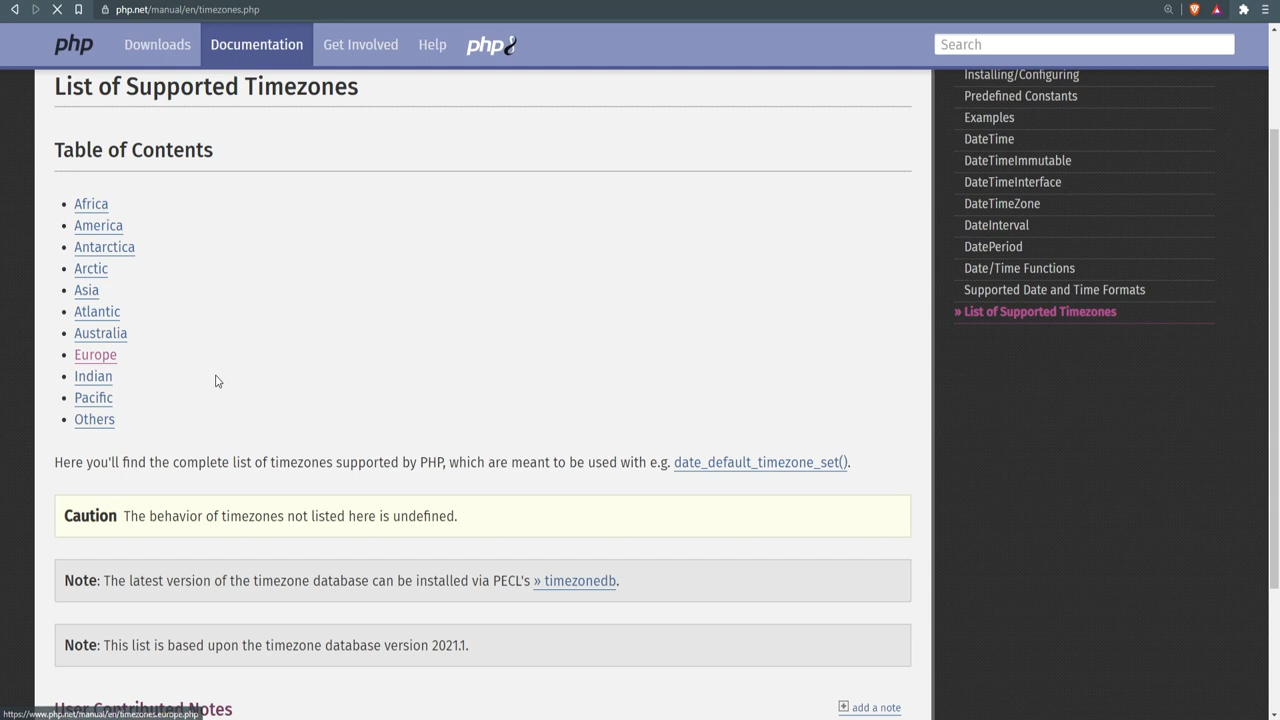 php.net/manual/en/timezones.php
php
Downloads
Documentation
Get Involved
Help
php8
Search
List of Supported Timezones
Table of Contents
• Africa
• America
• Antarctica
• Arctic
• Asia
• Atlantic
• Australia
• Europe
• Indian
• Pacific
• Others
Here you'll find the complete list of timezones supported by PHP, which are meant to be used with e.g. date_default_timezone_set().
Caution The behavior of timezones not listed here is undefined.
Note: The latest version of the timezone database can be installed via PECL's » timezonedb.
Note: This list is based upon the timezone database version 2021.1.
User Contributed Notes
add a note
https://www.php.net/manual/en/timezones.europe.php
Installing/Configuring
Predefined Constants
Examples
DateTime
DateTimeImmutable
DateTimeInterface
DateTimeZone
DateInterval
DatePeriod
Date/Time Functions
Supported Date and Time Formats
» List of Supported Timezones